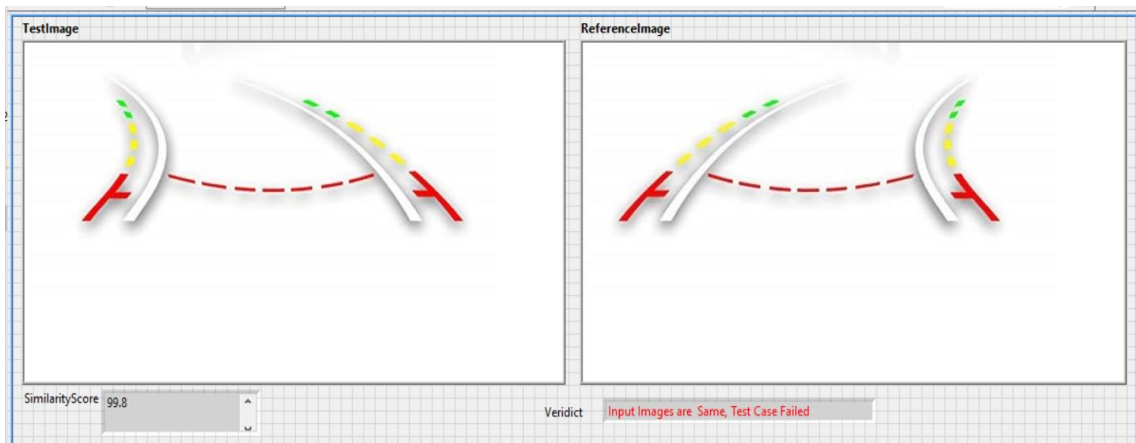 TestImage
ReferenceImage
SimilarityScore
99.8
Veridict
Input Images are  Same, Test Case Failed